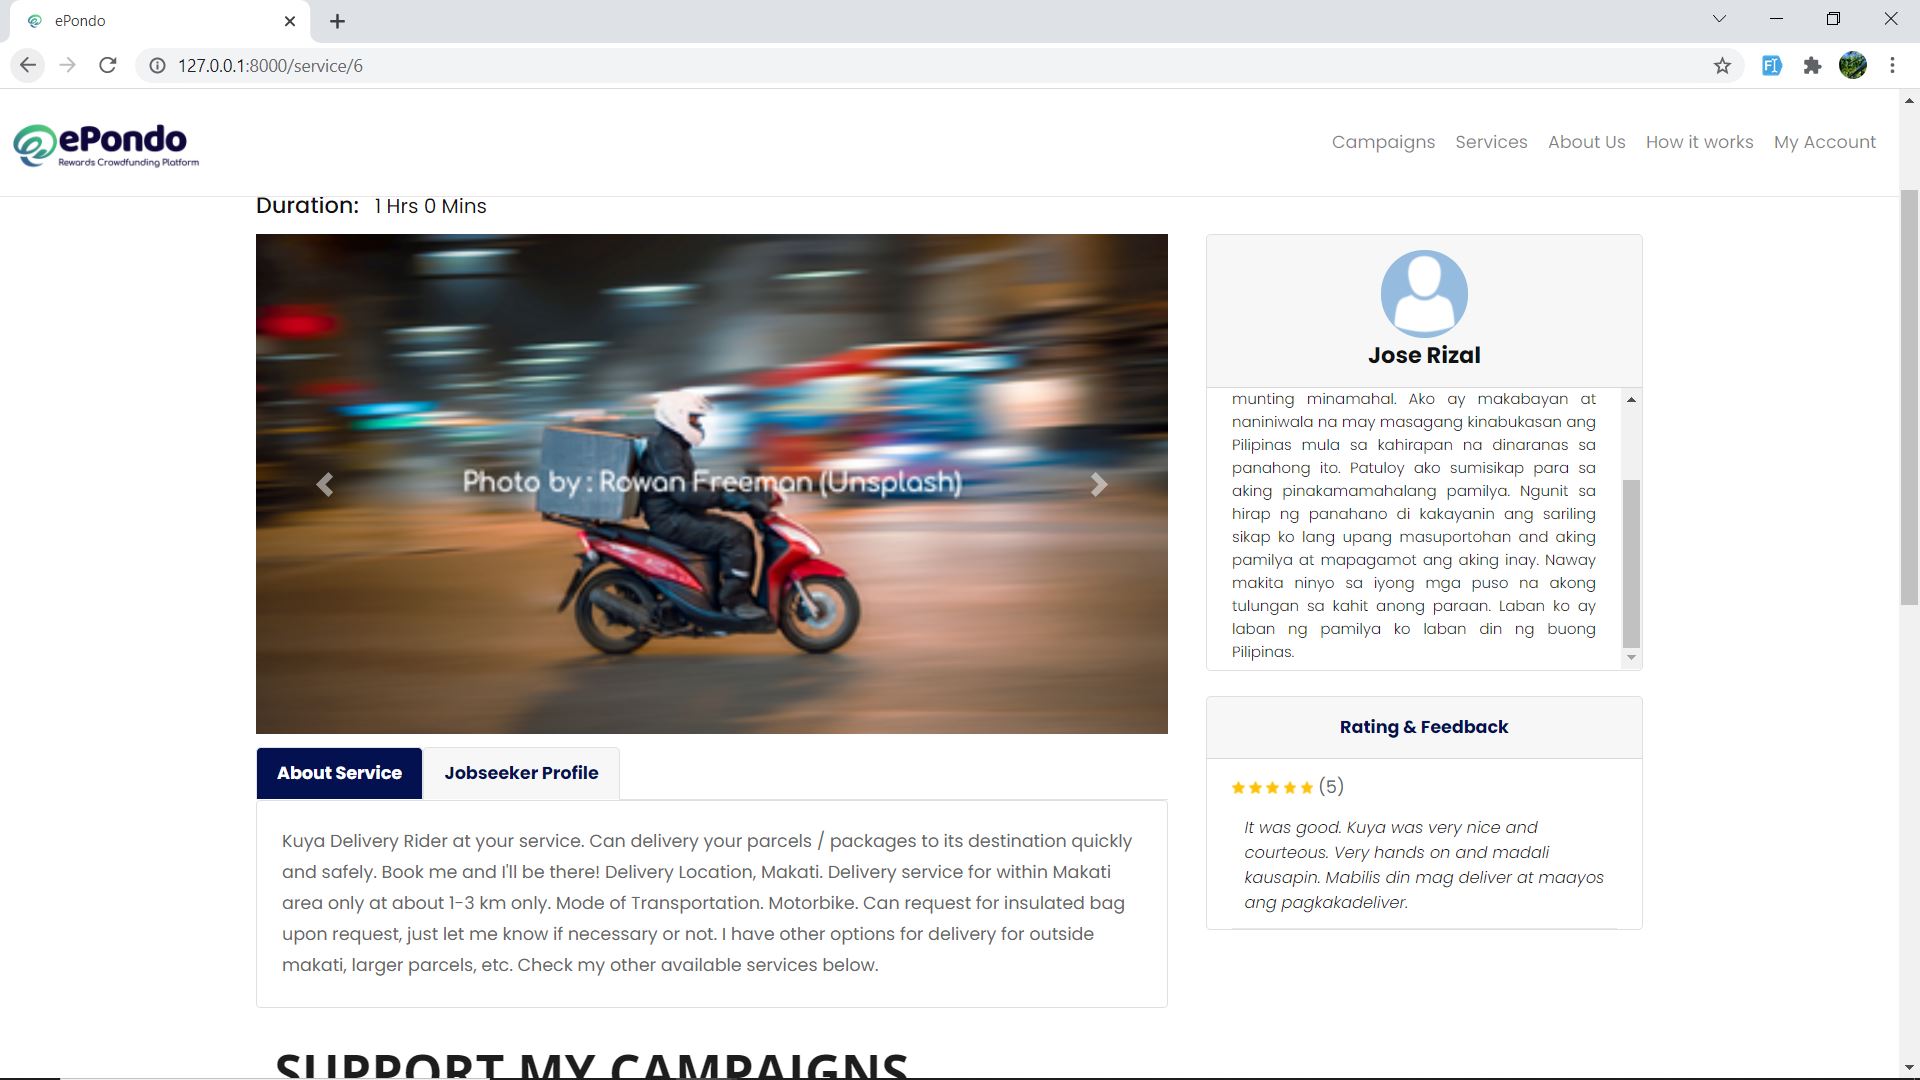 ePondo
127.0.0.1:8000/service/6
ePondo
Rewards Crowdfunding Platform
Campaigns Services About Us How it works My Account
Duration: 1 Hrs 0 Mins
Photo by : Rowan Freeman (Unsplash)
Jose Rizal
munting minamahal. Ako ay makabayan at
naniniwala na may masagang kinabukasan ang
Pilipinas mula sa kahirapan na dinaranas sa
panahong ito. Patuloy ako sumisikap para sa
aking pinakamamahalang pamilya. Ngunit sa
hirap ng panahano di kakayanin ang sariling
sikap ko lang upang masuportohan and aking
pamilya at mapagamot ang aking inay. Naway
makita ninyo sa iyong mga puso na akong
tulungan sa kahit anong paraan. Laban ko ay
laban ng pamilya ko laban din ng buong
Pilipinas.
Rating & Feedback
(5)
It was good. Kuya was very nice and
courteous. Very hands on and madali
kausapin. Mabilis din mag deliver at maayos
ang pagkakadeliver.
About Service Jobseeker Profile
Kuya Delivery Rider at your service. Can delivery your parcels / packages to its destination quickly
and safely. Book me and I'll be there! Delivery Location, Makati. Delivery service for within Makati
area only at about 1-3 km only. Mode of Transportation. Motorbike. Can request for insulated bag
upon request, just let me know if necessary or not. I have other options for delivery for outside
makati, larger parcels, etc. Check my other available services below.
SUPPORT MY CAMPAIGNS